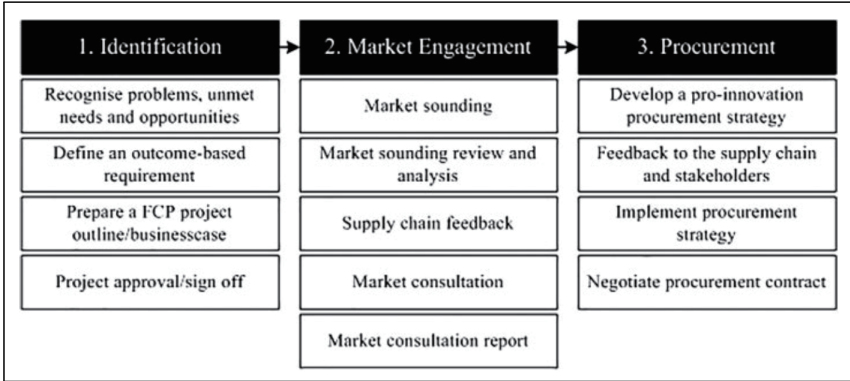 1. Identification
Recognise problems, unmet
needs and opportunities
Define an outcome-based
requirement
Prepare a FCP project
outline/businesscase
Project approval/sign off
2. Market Engagement
Market sounding
Market sounding review and
analysis
Supply chain feedback
Market consultation
Market consultation report
3. Procurement
Develop a pro-innovation
procurement strategy
Feedback to the supply chain
and stakeholders
Implement procurement
strategy
Negotiate procurement contract